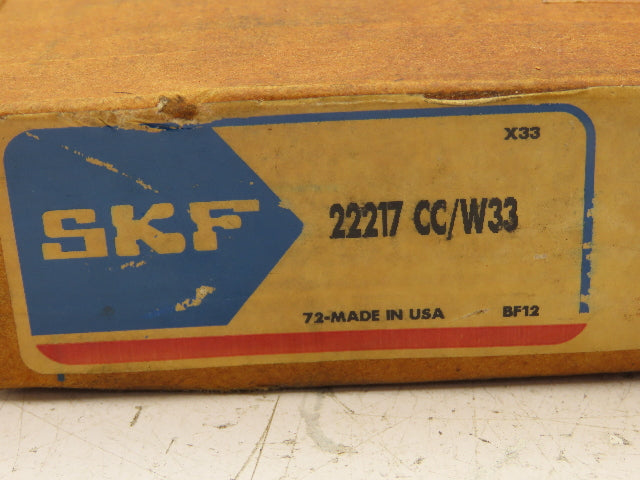 X33
SKF
22217 CC/W33
72-MADE IN USA
BF12